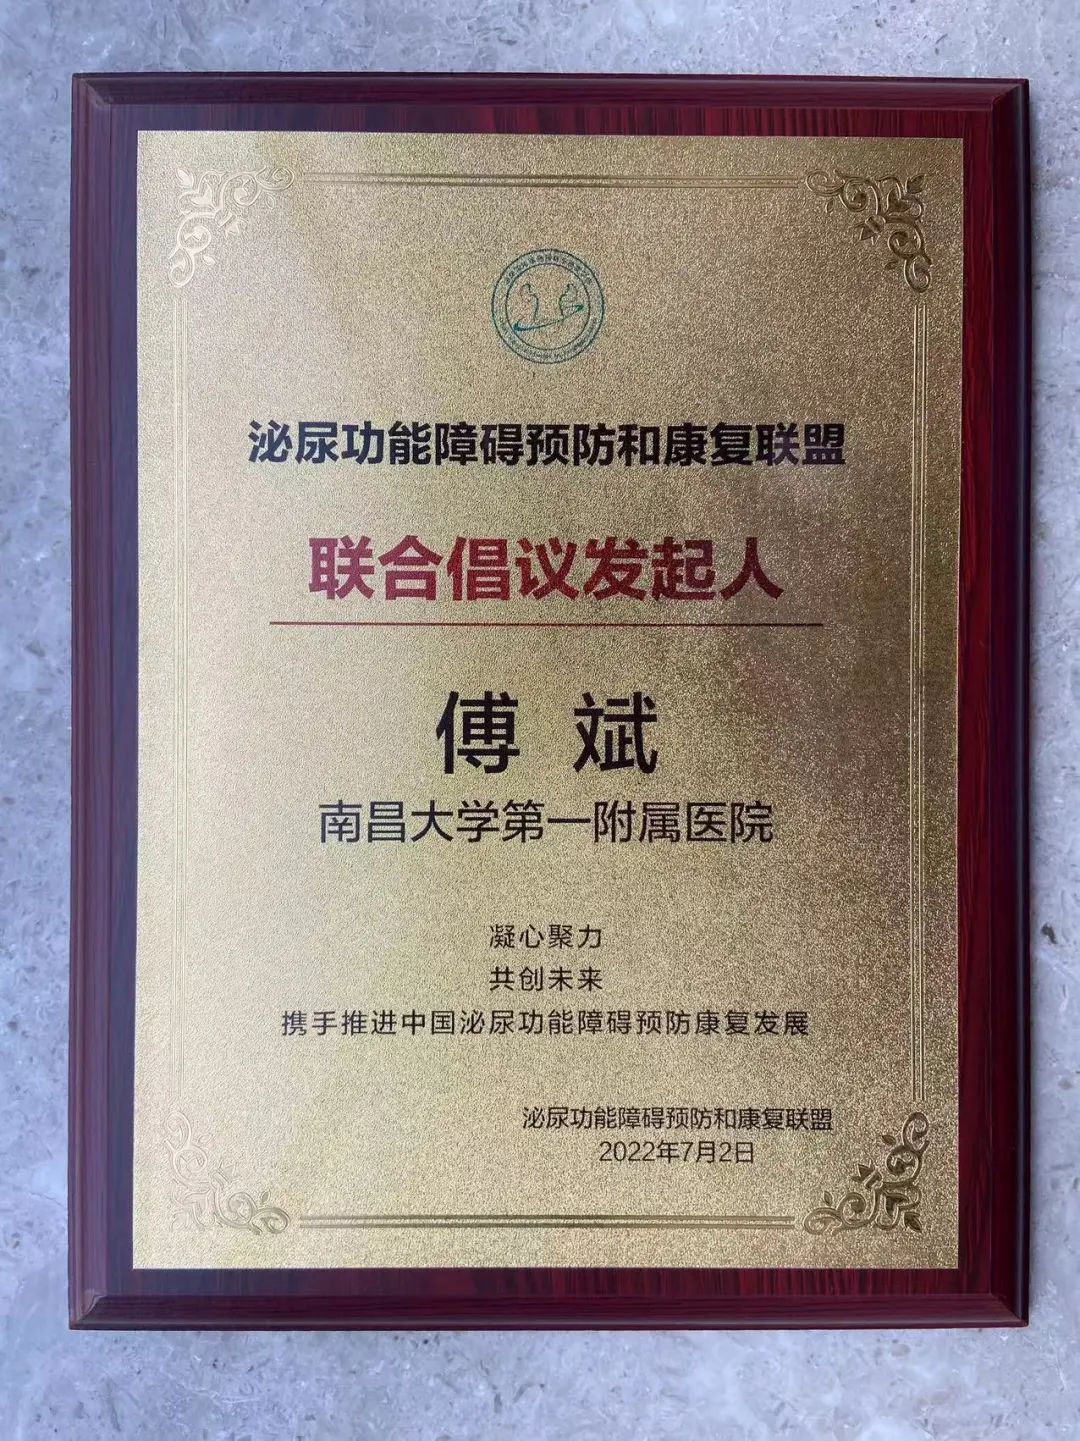 泌尿功能障碍预防和康复联盟
联合倡议发起人
傅 斌
南昌大学第一附属医院
凝心聚力
共创未来
携手推进中国泌尿功能障碍预防康复发展
泌尿功能障碍预防和康复联盟
2022年7月2日